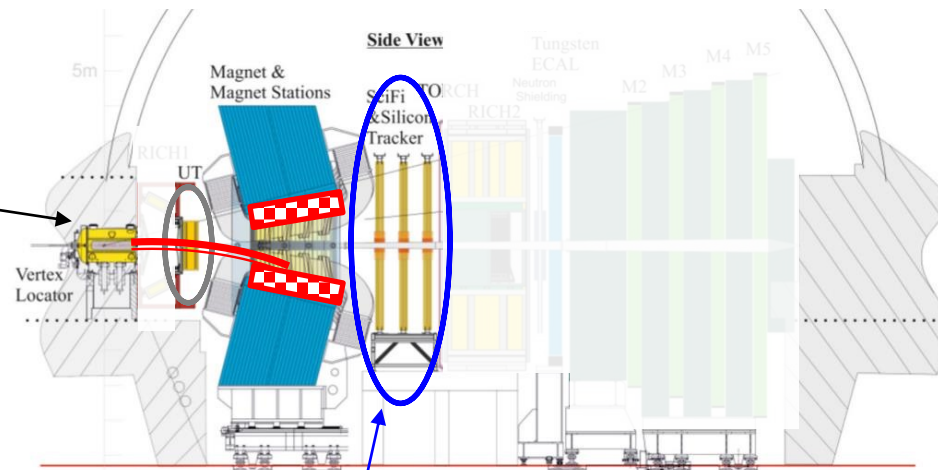 Side View
Tungsten
ECAL
5m
Magnet &
Magnet Stations
SciFi
&Silicon
Tracker
TORCH
Neutron
Shielding
RICH2
M2
M3
M4
M5
RICH1
UT
Vertex
Locator